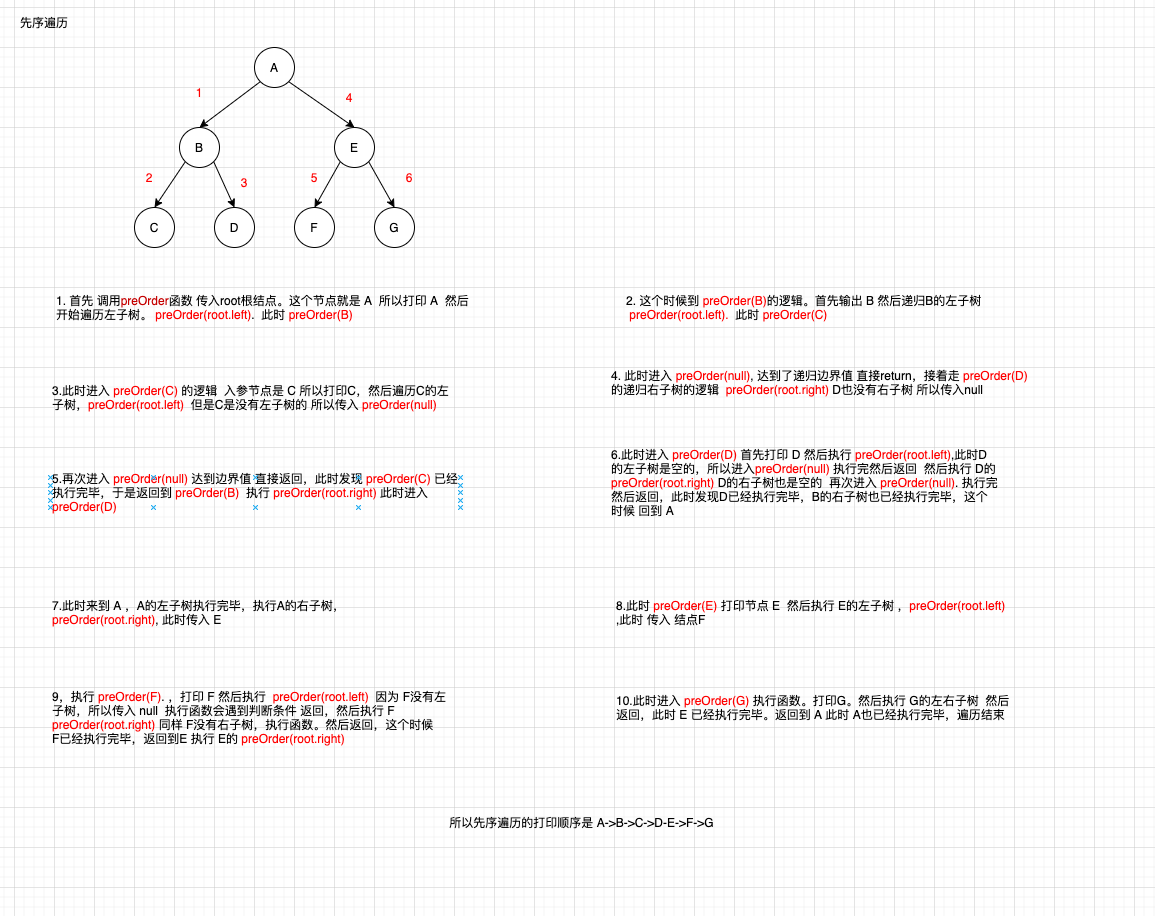 先序遍历
A
1
4
B
E
2
3
5
6
C
D
F
G
1. 首先 调用preOrder函数 传入root根结点。这个节点就是 A  所以打印 A  然后
开始遍历左子树。 preOrder(root.left).  此时 preOrder(B)
2. 这个时候到 preOrder(B)的逻辑。首先输出 B 然后递归B的左子树
preOrder(root.left).  此时 preOrder(C)
3.此时进入 preOrder(C) 的逻辑  入参节点是 C 所以打印C，然后遍历C的左
子树，preOrder(root.left)  但是C是没有左子树的 所以传入 preOrder(null)
4. 此时进入 preOrder(null), 达到了递归边界值 直接return，接着走 preOrder(D)
的递归右子树的逻辑  preOrder(root.right) D也没有右子树 所以传入null
5.再次进入 preOrder(null) 达到边界值 直接返回，此时发现 preOrder(C) 已经
执行完毕，于是返回到 preOrder(B)  执行 preOrder(root.right) 此时进入
preOrder(D)
6.此时进入 preOrder(D) 首先打印 D 然后执行 preOrder(root.left),此时D
的左子树是空的，所以进入preOrder(null) 执行完然后返回  然后执行 D的
preOrder(root.right) D的右子树也是空的  再次进入 preOrder(null). 执行完
然后返回，此时发现D已经执行完毕，B的右子树也已经执行完毕，这个
时候 回到 A
7.此时来到 A ，A的左子树执行完毕，执行A的右子树，
preOrder(root.right), 此时传入 E
8.此时 preOrder(E) 打印节点 E  然后执行 E的左子树 ，preOrder(root.left)
,此时 传入 结点F
9，执行 preOrder(F). ，打印 F 然后执行  preOrder(root.left)  因为 F没有左
子树，所以传入 null  执行函数会遇到判断条件 返回，然后执行 F
preOrder(root.right) 同样 F没有右子树，执行函数。然后返回，这个时候
F已经执行完毕，返回到E 执行 E的 preOrder(root.right)
10.此时进入 preOrder(G) 执行函数。打印G。然后执行 G的左右子树  然后
返回，此时 E 已经执行完毕。返回到 A 此时 A也已经执行完毕，遍历结束
所以先序遍历的打印顺序是 A->B->C->D-E->F->G